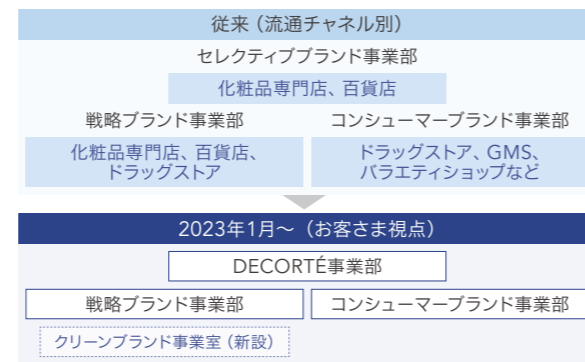 従来（流通チャネル別）
セレクティブブランド事業部
化粧品専門店、百貨店
戦略ブランド事業部
化粧品専門店、百貨店、
ドラッグストア
コンシューマーブランド事業部
ドラッグストア、GMS、
バラエティショップなど
2023年1月～（お客さま視点）
DECORTÉ事業部
戦略ブランド事業部
コンシューマーブランド事業部
クリーンブランド事業室（新設）